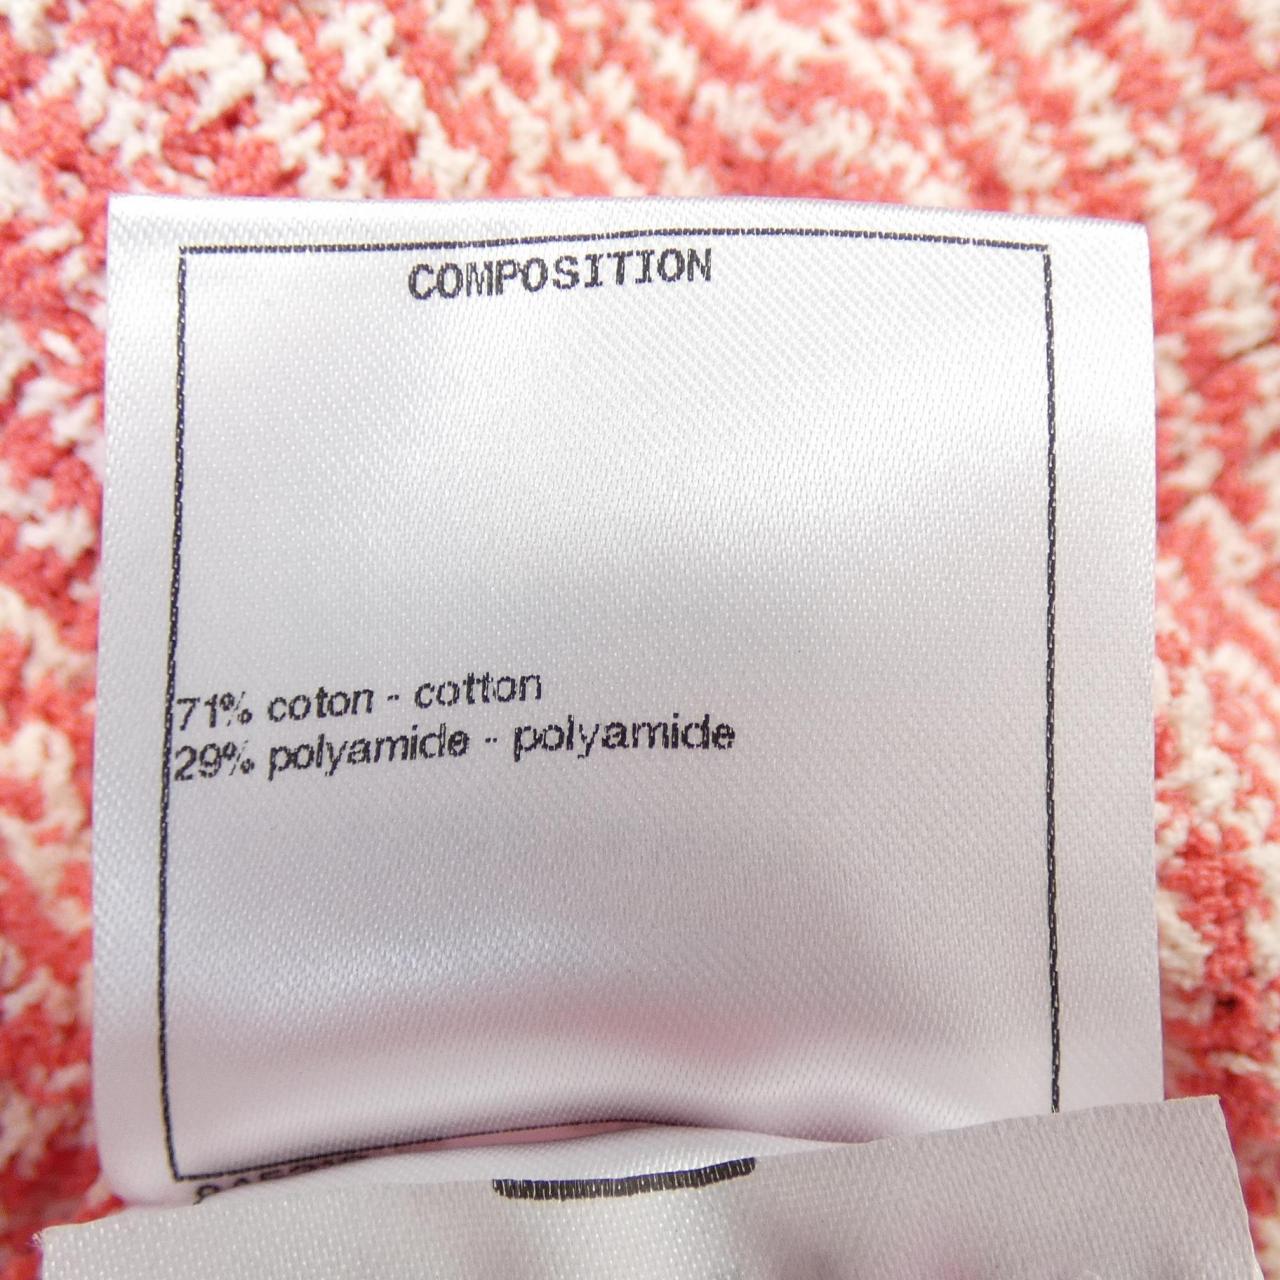 COMPOSITION
71% coton - cotton
29% polyamide - polyamide